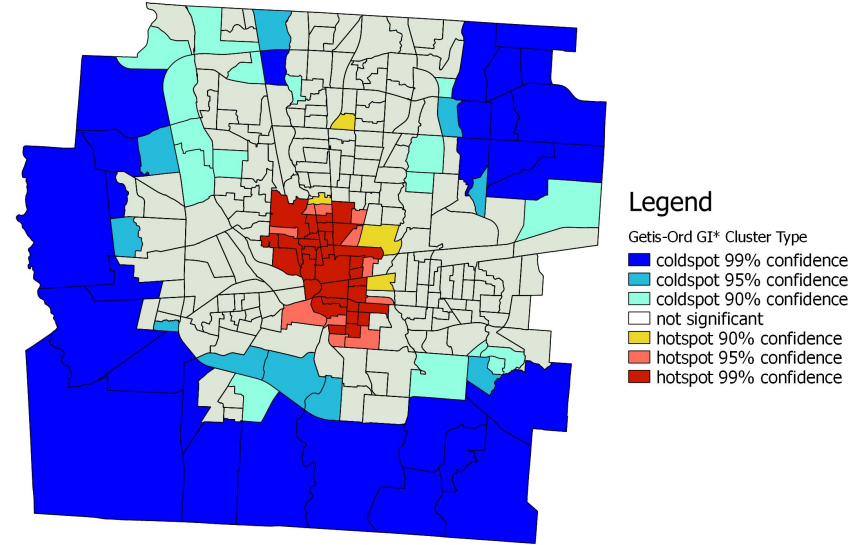 Legend
Getis-Ord GI* Cluster Type
coldspot 99% confidence
coldspot 95% confidence
coldspot 90% confidence
not significant
hotspot 90% confidence
hotspot 95% confidence
hotspot 99% confidence